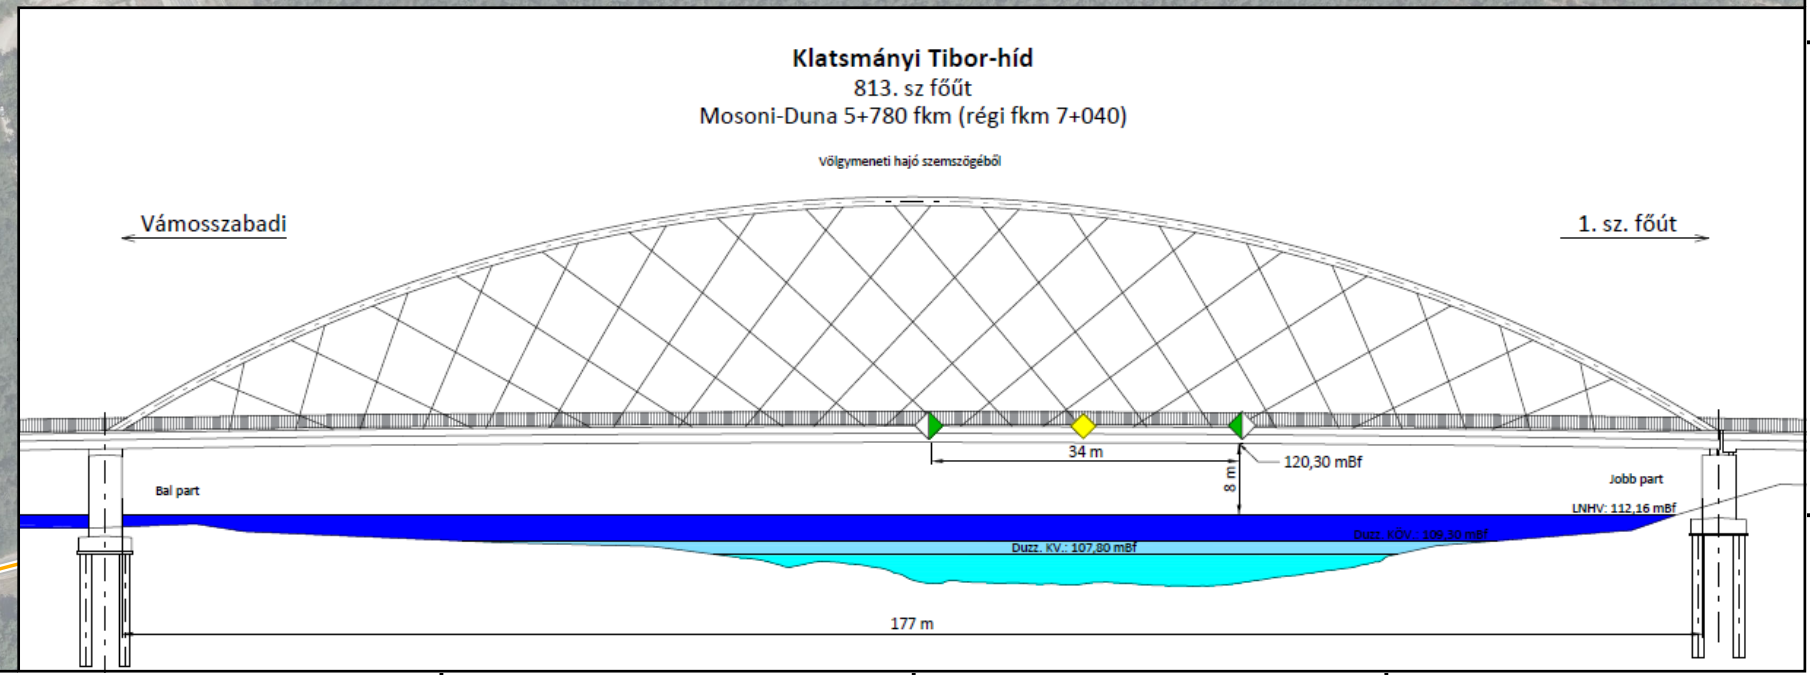 Klatsmányi Tibor-híd
813. sz főűt
Mosoni-Duna 5+780 fkm (régi fkm 7+040)
Völgymeneti hajó szemszögéből
Vámosszabadi
1. sz. főút
34 m
120,30 mBf
8 m
Bal part
Jobb part
LNHV: 112,16 mBf
Duzz. KÖV.: 109,30 mBf
Duzz. KV.: 107,80 mBf
177 m